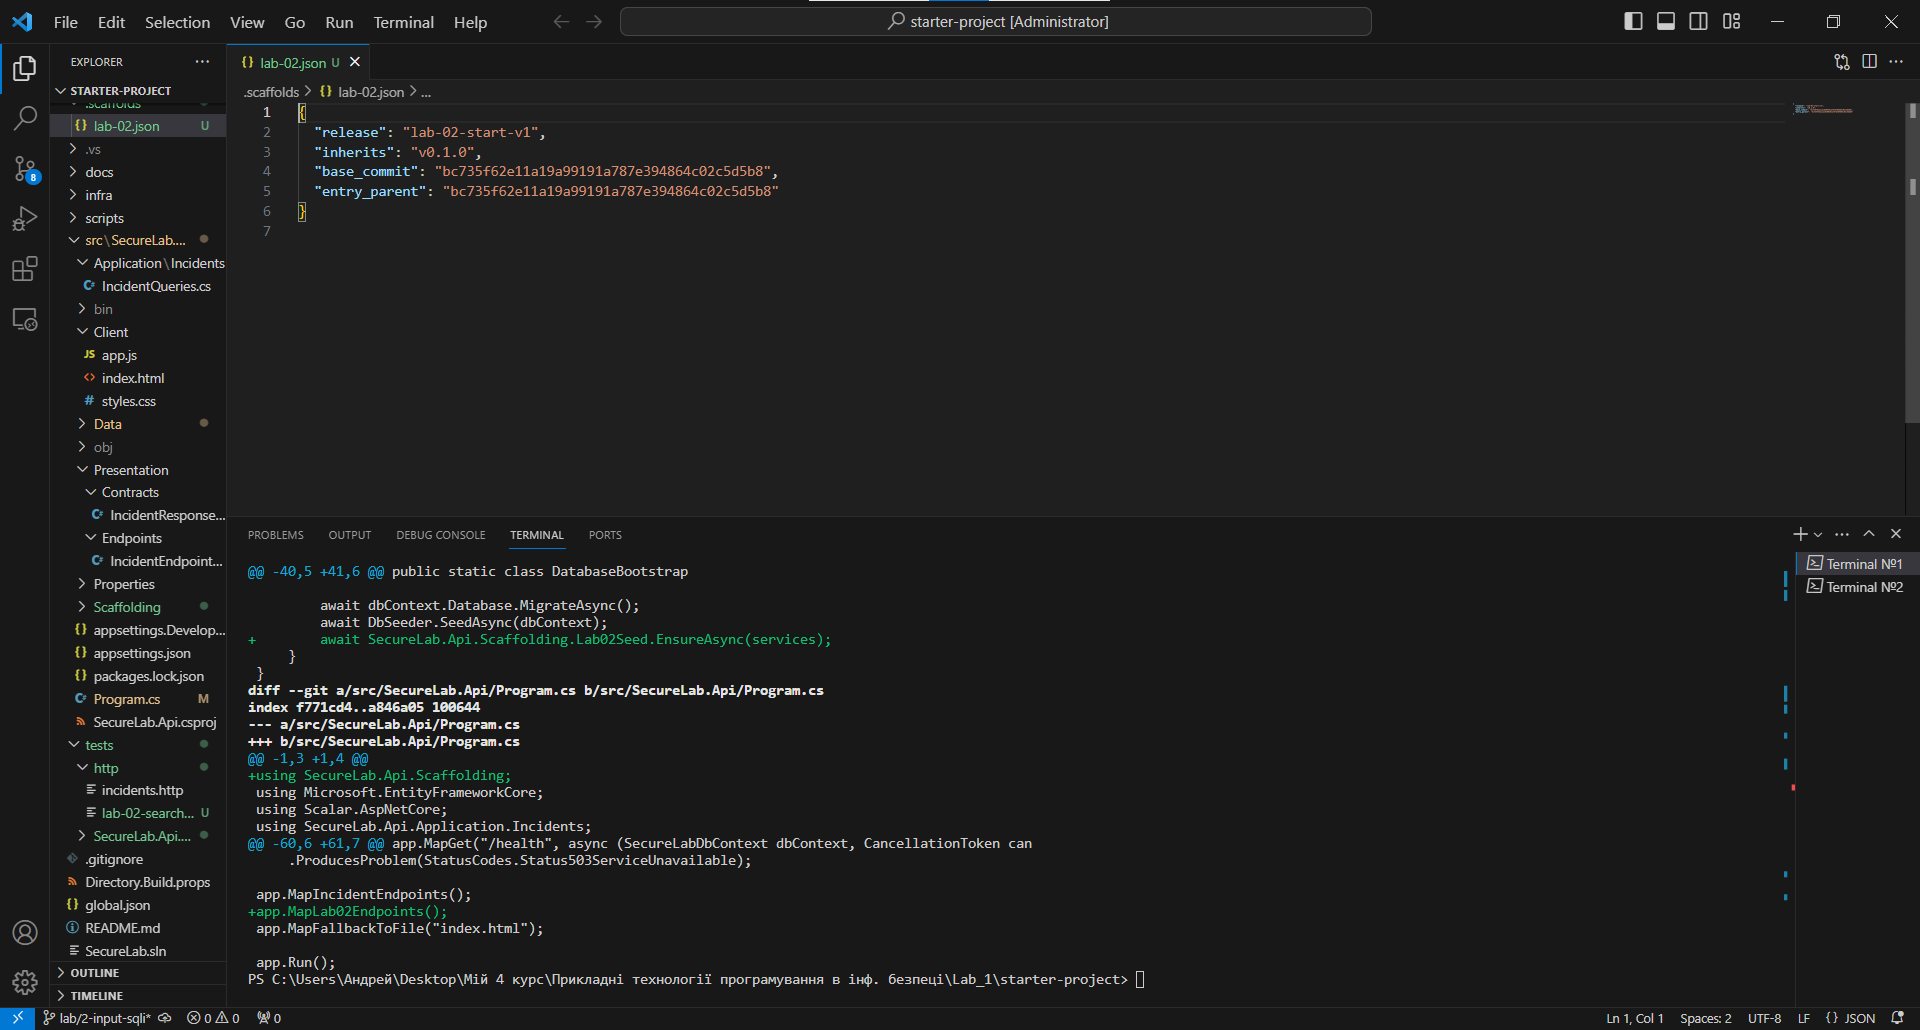 File Edit Selection View Go Run Terminal Help
starter-project [Administrator]
EXPLORER
STARTER-PROJECT
.scaffolds
lab-02.json U
.vs
docs
infra
scripts
src\SecureLab....
Application\Incidents
IncidentQueries.cs
bin
Client
JS app.js
index.html
# styles.css
Data
obj
Presentation
Contracts
IncidentResponse...
Endpoints
IncidentEndpoint...
Properties
Scaffolding
{} appsettings.Develop...
{} appsettings.json
{} packages.lock.json
Program.cs M
SecureLab.Api.csproj
tests
http
incidents.http
lab-02-search... U
SecureLab.Api....
.gitignore
Directory.Build.props
{} global.json
README.md
SecureLab.sln
OUTLINE
TIMELINE
{} lab-02.json U
.scaffolds > {} lab-02.json > ...
1 {
2 "release": "lab-02-start-v1",
3 "inherits": "v0.1.0",
4 "base_commit": "bc735f62e11a19a99191a787e394864c02c5d5b8",
5 "entry_parent": "bc735f62e11a19a99191a787e394864c02c5d5b8"
6 }
7
PROBLEMS OUTPUT DEBUG CONSOLE TERMINAL PORTS
@@ -40,5 +41,6 @@ public static class DatabaseBootstrap
await dbContext.Database.MigrateAsync();
await DbSeeder.SeedAsync(dbContext);
+ await SecureLab.Api.Scaffolding.Lab02Seed.EnsureAsync(services);
}
}
diff --git a/src/SecureLab.Api/Program.cs b/src/SecureLab.Api/Program.cs
index f771cd4..a846a05 100644
--- a/src/SecureLab.Api/Program.cs
+++ b/src/SecureLab.Api/Program.cs
@@ -1,3 +1,4 @@
+using SecureLab.Api.Scaffolding;
using Microsoft.EntityFrameworkCore;
using Scalar.AspNetCore;
using SecureLab.Api.Application.Incidents;
@@ -60,6 +61,7 @@ app.MapGet("/health", async (SecureLabDbContext dbContext, CancellationToken can
.ProducesProblem(StatusCodes.Status503ServiceUnavailable);
app.MapIncidentEndpoints();
+app.MapLab02Endpoints();
app.MapFallbackToFile("index.html");
app.Run();
PS C:\Users\Андрей\Desktop\Мій 4 курс\Прикладні технології програмування в інф. безпеці\Lab_1\starter-project>
Terminal №1
Terminal №2
8
lab/2-input-sqli* 0 0 0
Ln 1, Col 1 Spaces: 2 UTF-8 LF {} JSON